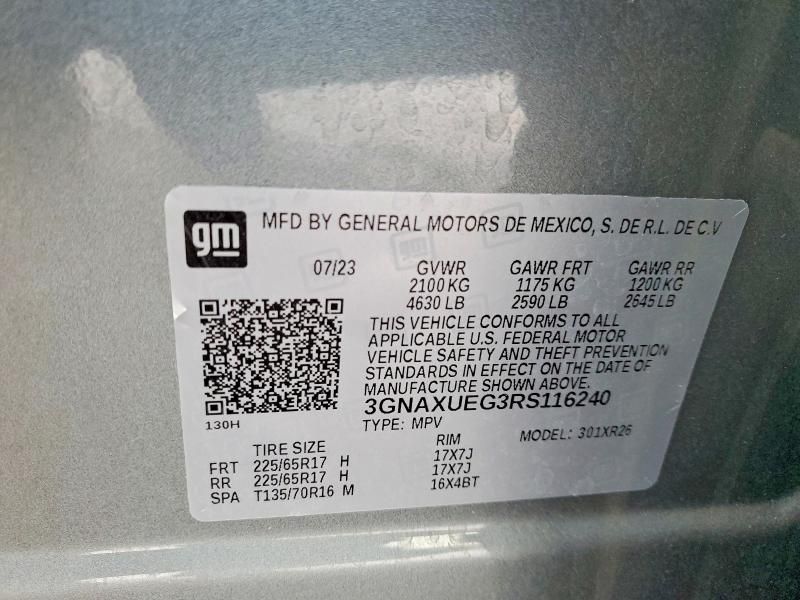 gm MFD BY GENERAL MOTORS DE MEXICO, S. DE R.L. DE C.V
07/23 GVWR GAWR FRT GAWR RR
2100 KG 1175 KG 1200 KG
4630 LB 2590 LB 2645 LB
THIS VEHICLE CONFORMS TO ALL
APPLICABLE U.S. FEDERAL MOTOR
VEHICLE SAFETY AND THEFT PREVENTION
STANDARDS IN EFFECT ON THE DATE OF
MANUFACTURE SHOWN ABOVE.
3GNAXUEG3RS116240
130H TYPE: MPV MODEL: 301XR26
TIRE SIZE RIM
FRT 225/65R17 H 17X7J
RR 225/65R17 H 17X7J
SPA T135/70R16 M 16X4BT